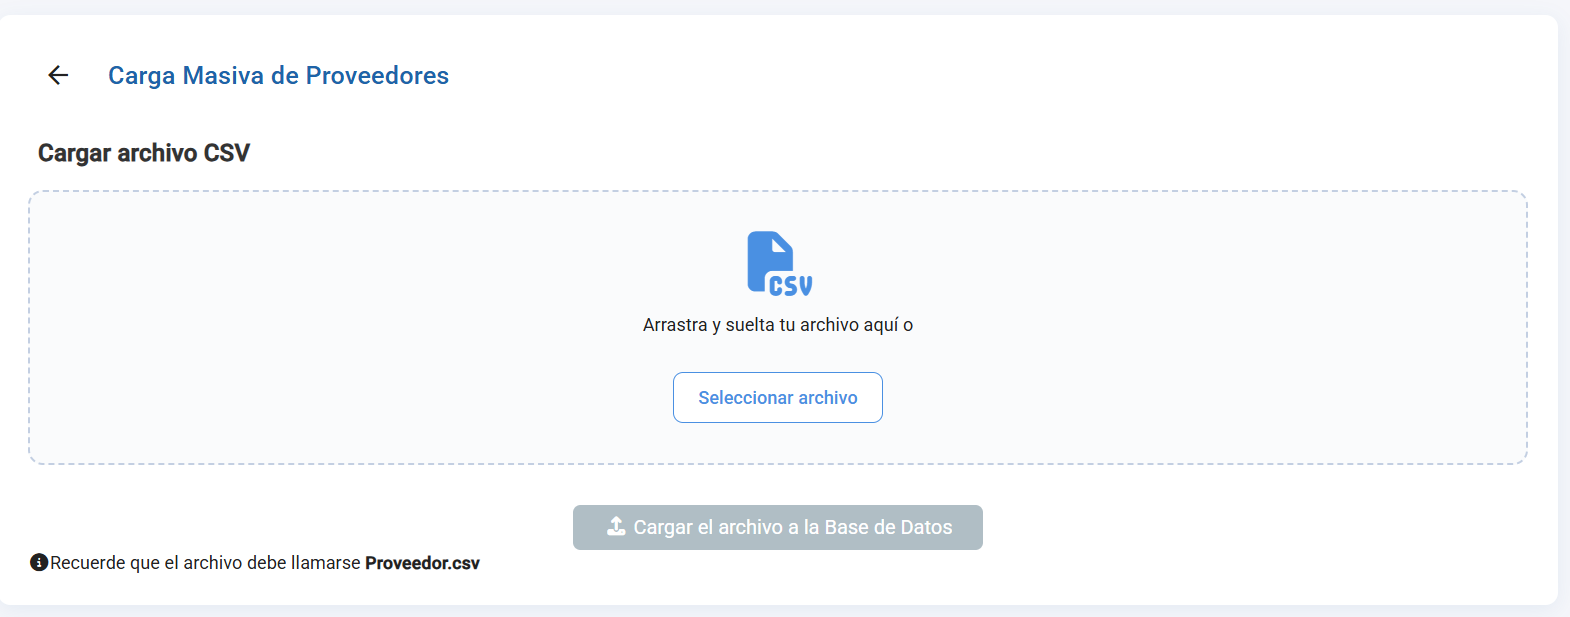 Carga Masiva de Proveedores
Cargar archivo CSV
CSV
Arrastra y suelta tu archivo aquí o
Seleccionar archivo
Cargar el archivo a la Base de Datos
Recuerde que el archivo debe llamarse Proveedor.csv